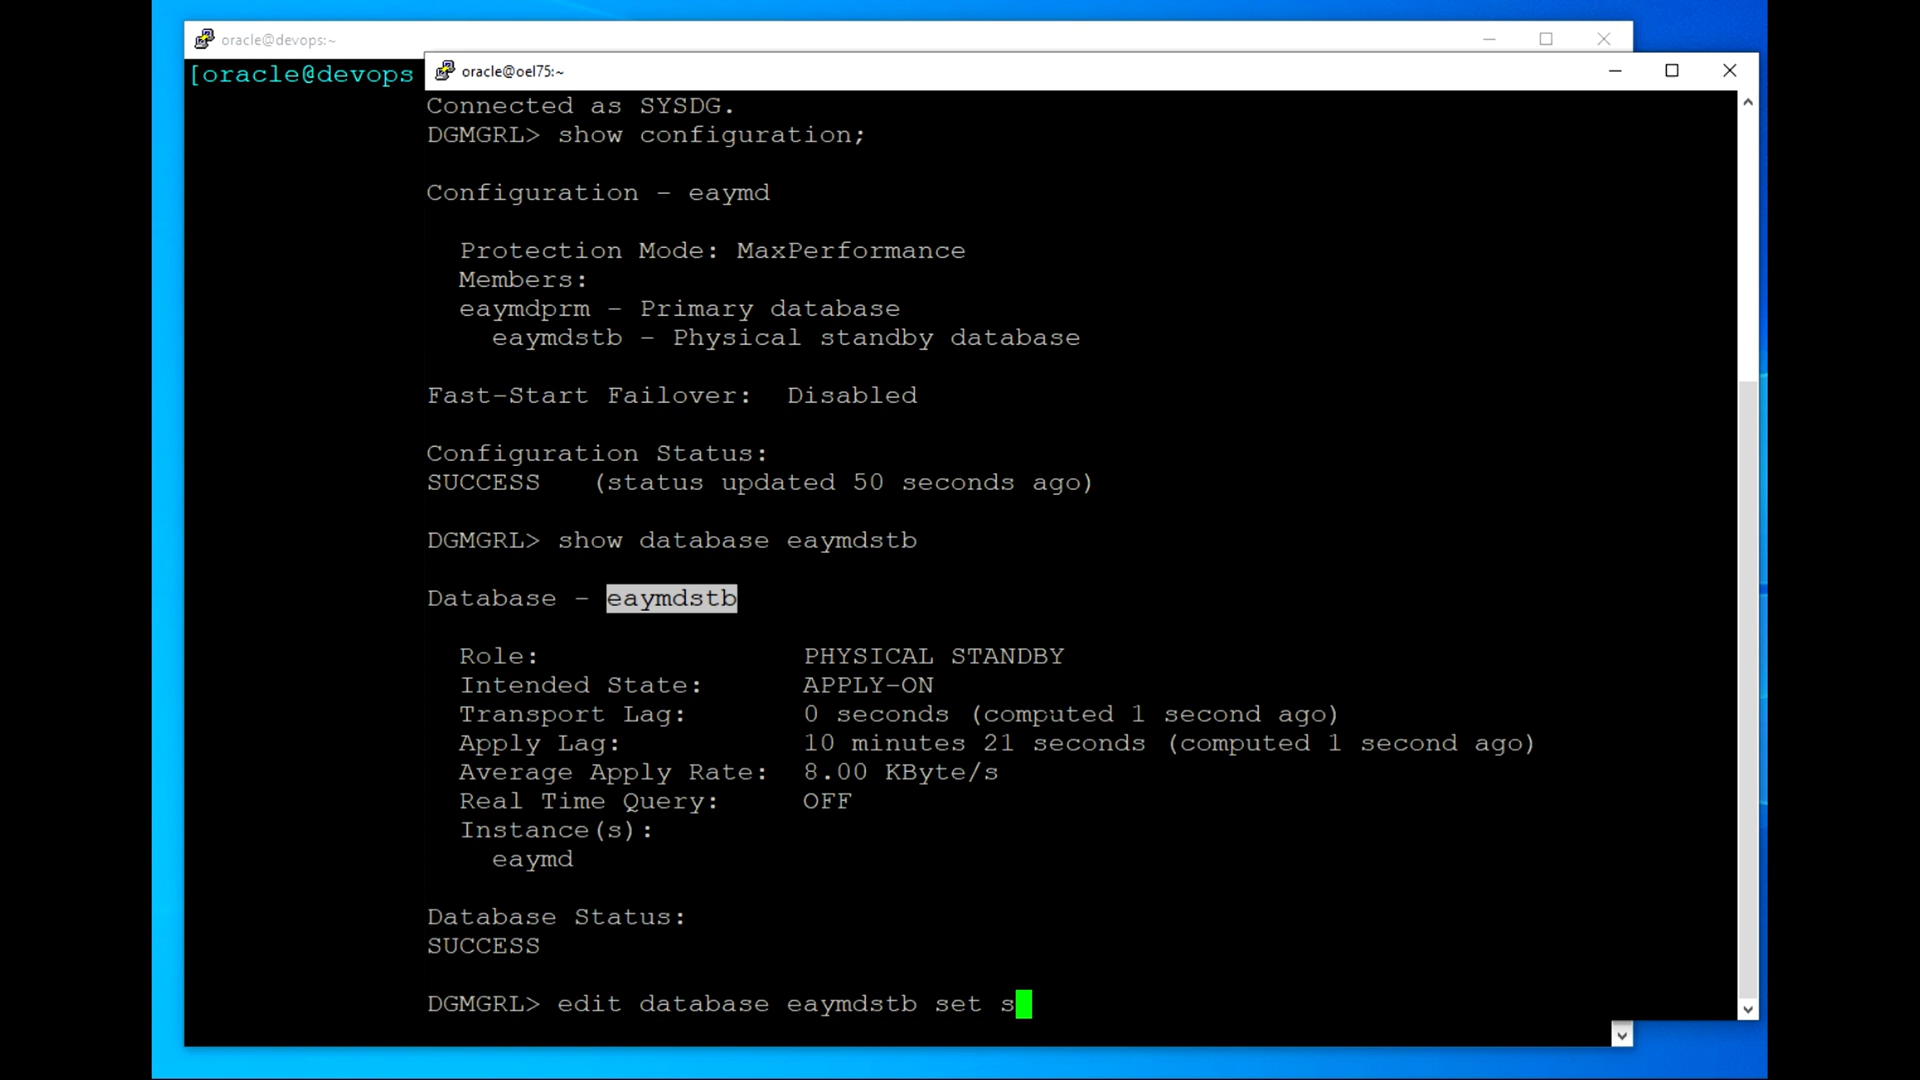 oracle@devops:~
[oracle@devops
oracle@oel75:~
Connected as SYSDG.
DGMGRL> show configuration;
Configuration - eaymd
Protection Mode: MaxPerformance
Members:
eaymdprm - Primary database
eaymdstb - Physical standby database
Fast-Start Failover:  Disabled
Configuration Status:
SUCCESS   (status updated 50 seconds ago)
DGMGRL> show database eaymdstb
Database - eaymdstb
Role:                PHYSICAL STANDBY
Intended State:      APPLY-ON
Transport Lag:       0 seconds (computed 1 second ago)
Apply Lag:           10 minutes 21 seconds (computed 1 second ago)
Average Apply Rate:  8.00 KByte/s
Real Time Query:     OFF
Instance(s):
eaymd
Database Status:
SUCCESS
DGMGRL> edit database eaymdstb set s